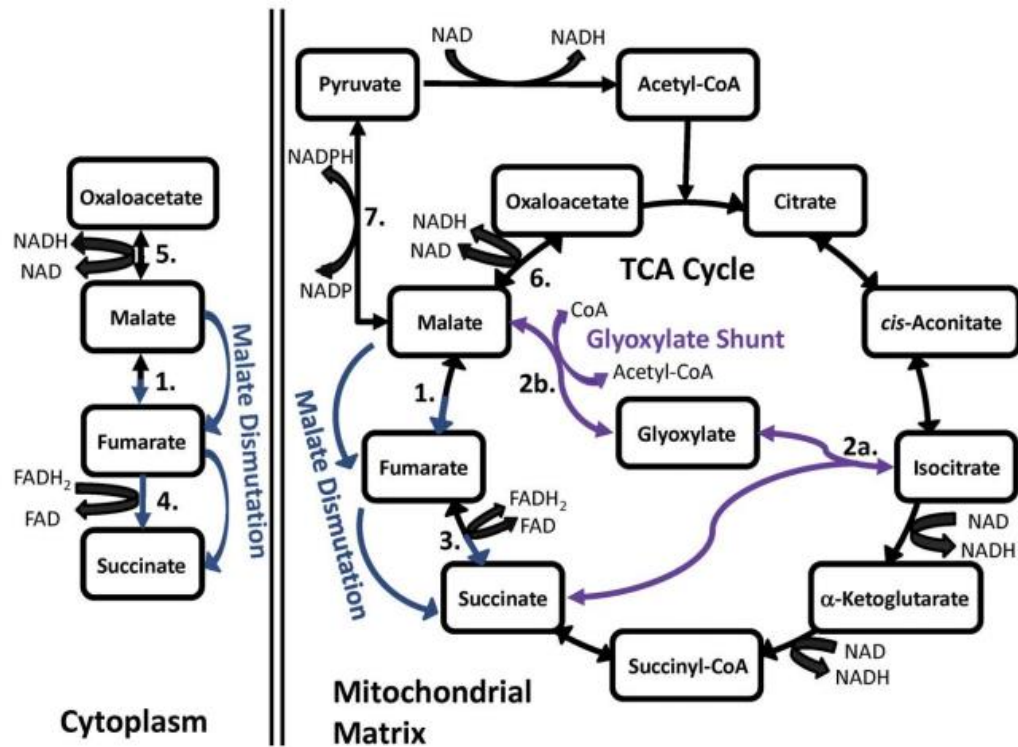 Oxaloacetate
NADH
NAD
5.
Malate
1.
Fumarate
FADH₂
FAD
4.
Succinate
Malate Dismutation
Cytoplasm
NAD
NADH
Pyruvate
Acetyl-CoA
NADPH
7.
NADP
Oxaloacetate
Citrate
NADH
NAD
6.
TCA Cycle
Malate
CoA
Glyoxylate Shunt
Acetyl-CoA
2b.
cis-Aconitate
1.
Glyoxylate
2a.
Isocitrate
Fumarate
Malate Dismutation
FADH₂
FAD
3.
NAD
NADH
Succinate
α-Ketoglutarate
Succinyl-CoA
NAD
NADH
Mitochondrial
Matrix